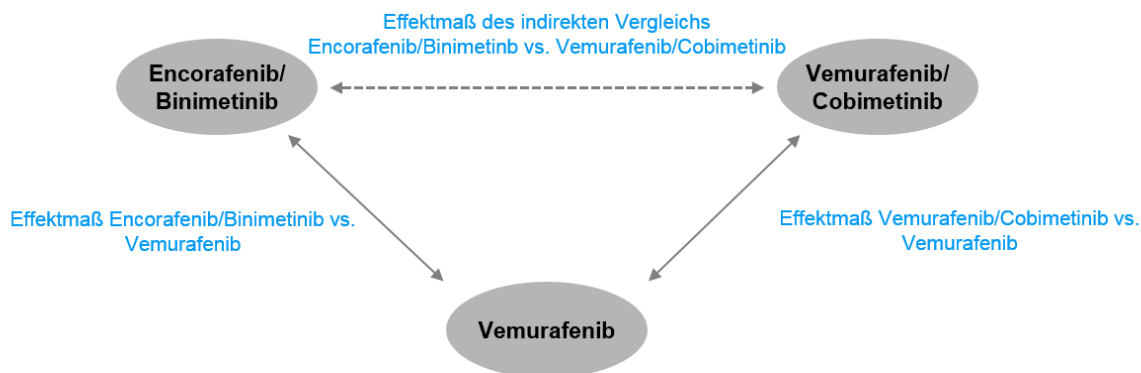 Effektmaß des indirekten Vergleichs
Encorafenib/Binimetinb vs. Vemurafenib/Cobimetinib
Encorafenib/
Binimetinib
Vemurafenib/
Cobimetinib
Effektmaß Encorafenib/Binimetinib vs.
Vemurafenib
Effektmaß Vemurafenib/Cobimetinib vs.
Vemurafenib
Vemurafenib